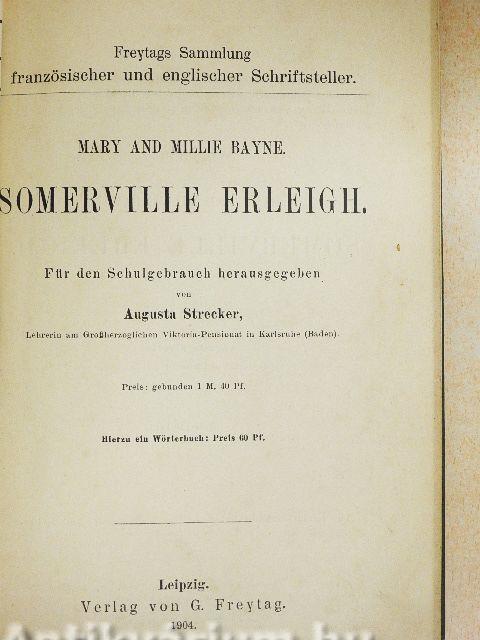 Freytags Sammlung
französischer und englischer Schriftsteller.
MARY AND MILLIE BAYNE.
SOMERVILLE ERLEIGH.
Für den Schulgebrauch herausgegeben
von
Augusta Strecker,
Lehrerin am Großherzoglichen Viktoria-Pensionat in Karlsruhe (Baden).
Preis: gebunden 1 M. 40 Pf.
Hierzu ein Wörterbuch: Preis 60 Pf.
Leipzig.
Verlag von G. Freytag.
1904.